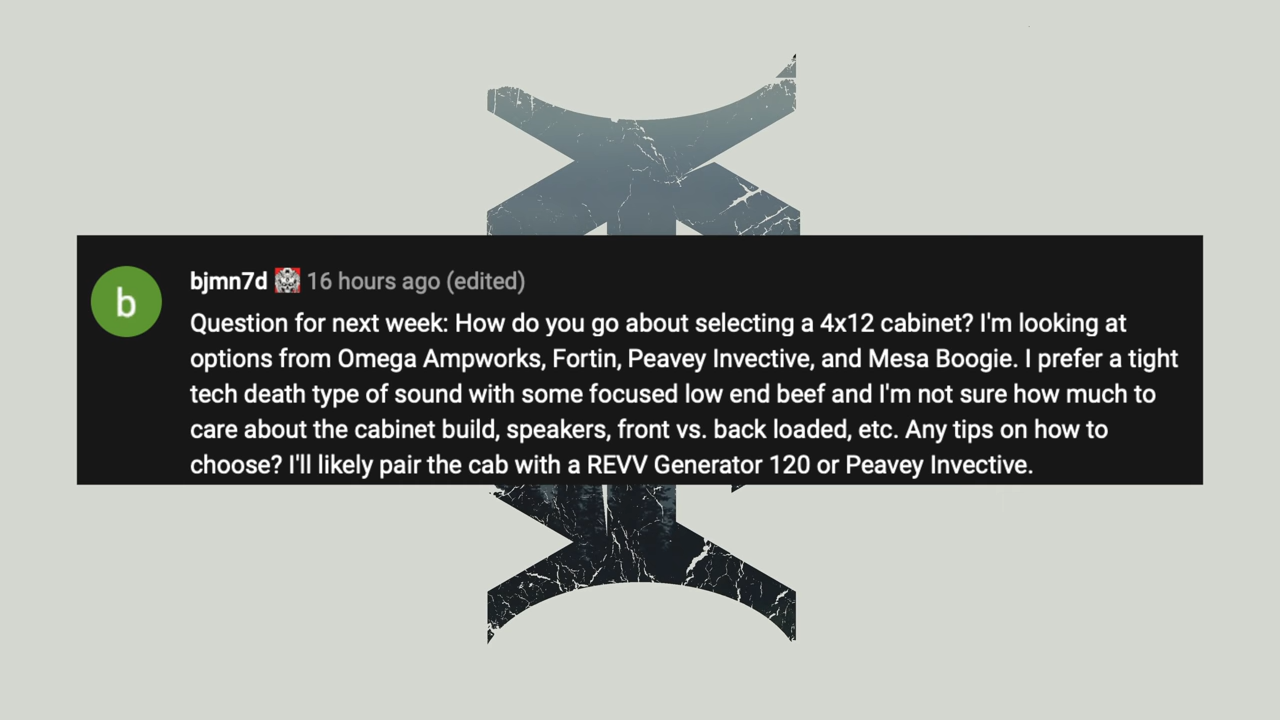 b
bjmn7d 16 hours ago (edited)
Question for next week: How do you go about selecting a 4x12 cabinet? I'm looking at
options from Omega Ampworks, Fortin, Peavey Invective, and Mesa Boogie. I prefer a tight
tech death type of sound with some focused low end beef and I'm not sure how much to
care about the cabinet build, speakers, front vs. back loaded, etc. Any tips on how to
choose? I'll likely pair the cab with a REVV Generator 120 or Peavey Invective.